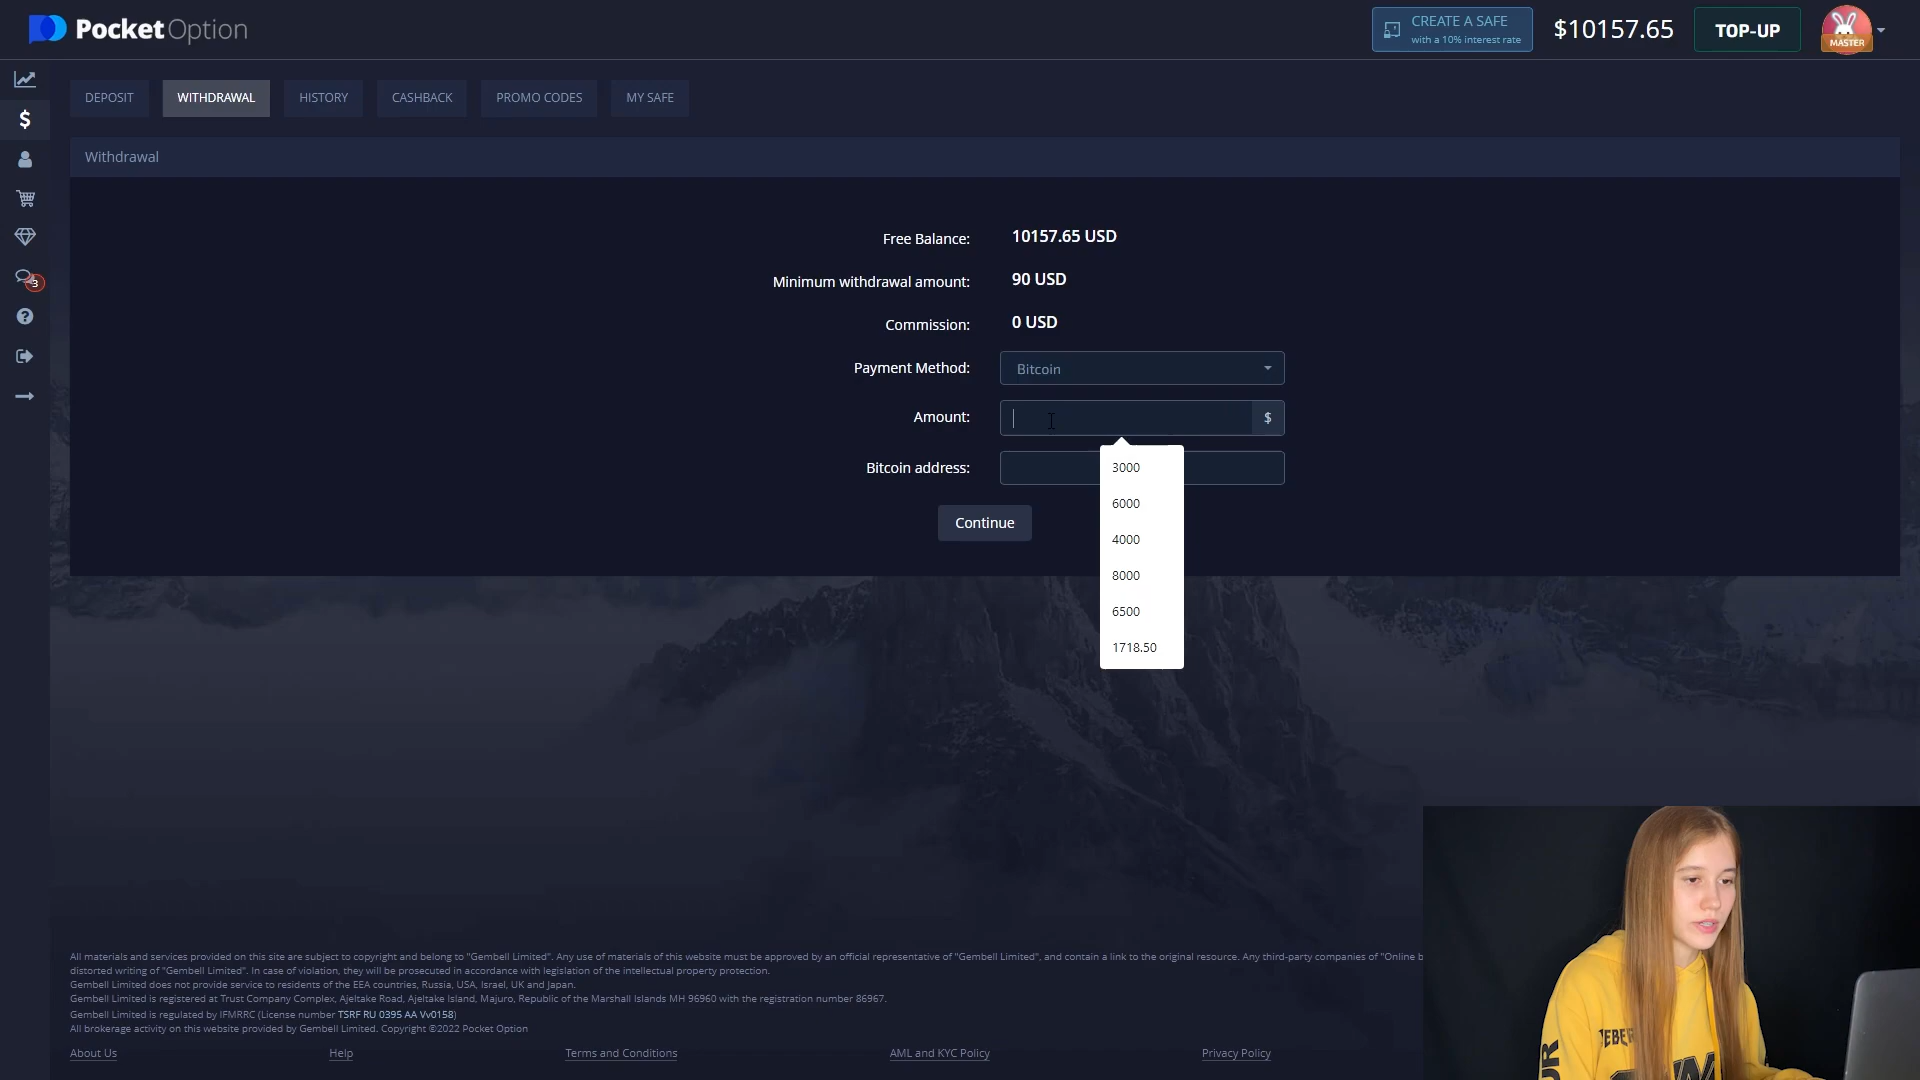 PocketOption
CREATE A SAFE
with a 10% interest rate
$10157.65
TOP-UP
MASTER
DEPOSIT
WITHDRAWAL
HISTORY
CASHBACK
PROMO CODES
MY SAFE
Withdrawal
Free Balance:
10157.65 USD
Minimum withdrawal amount:
90 USD
Commission:
0 USD
Payment Method:
Bitcoin
Amount:
$
Bitcoin address:
3000
6000
4000
8000
6500
1718.50
Continue
3
All materials and services provided on this site are subject to copyright and belong to "Gembell Limited". Any use of materials of this website must be approved by an official representative of "Gembell Limited", and contain a link to the original resource. Any third-party companies of "Online b
distorted writing of "Gembell Limited". In case of violation, they will be prosecuted in accordance with legislation of the intellectual property protection.
Gembell Limited does not provide service to residents of the EEA countries, Russia, USA, Israel, UK and Japan.
Gembell Limited is registered at Trust Company Complex, Ajeltake Road, Ajeltake Island, Majuro, Republic of the Marshall Islands MH 96960 with the registration number 86967.
Gembell Limited is regulated by IFMRRC (License number TSRF RU 0395 AA Vv0158)
All brokerage activity on this website provided by Gembell Limited. Copyright ©2022 Pocket Option
About Us
Help
Terms and Conditions
AML and KYC Policy
Privacy Policy